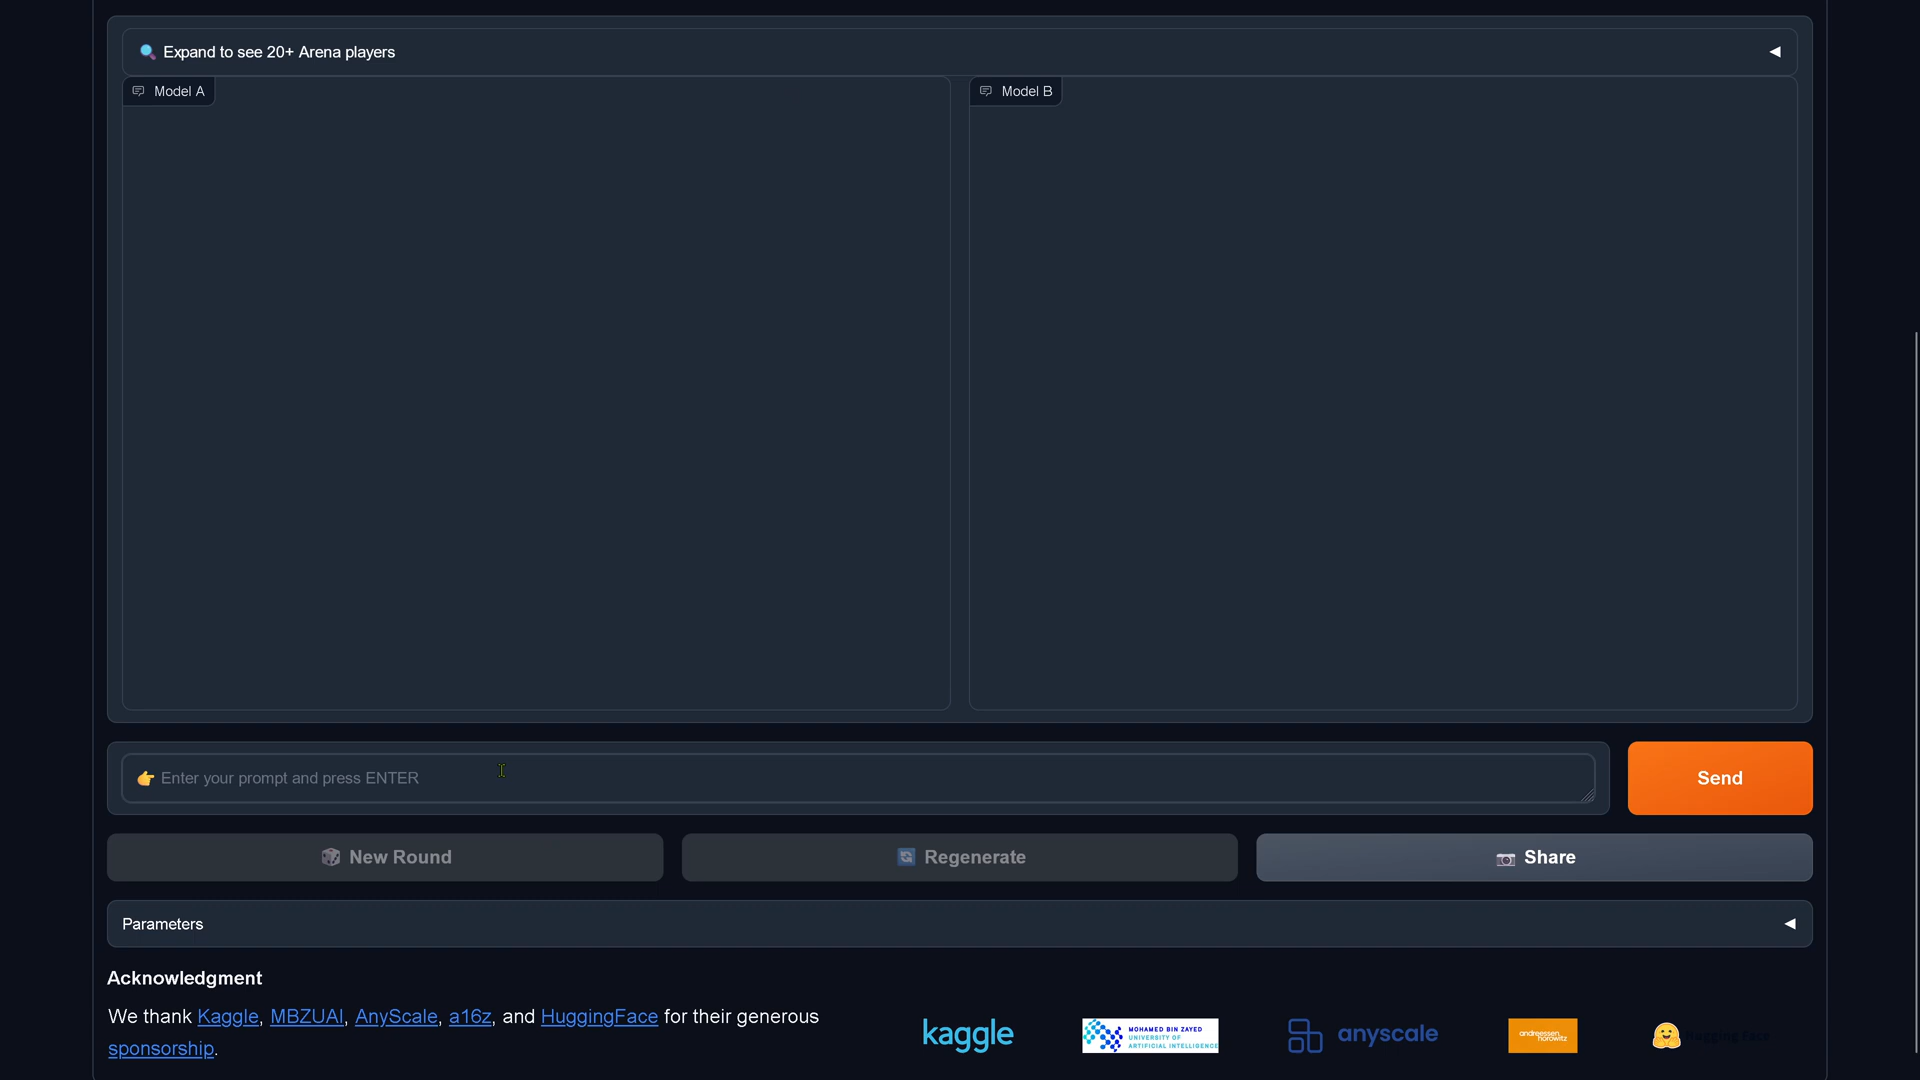 Expand to see 20+ Arena players
Model A
Model B
Enter your prompt and press ENTER
Send
New Round
Regenerate
Share
Parameters
Acknowledgment
We thank Kaggle, MBZUAI, AnyScale, a16z, and HuggingFace for their generous
sponsorship.
kaggle
MOHAMED BIN ZAYED
UNIVERSITY OF
ARTIFICIAL INTELLIGENCE
anyscale
andreessen.
horowitz